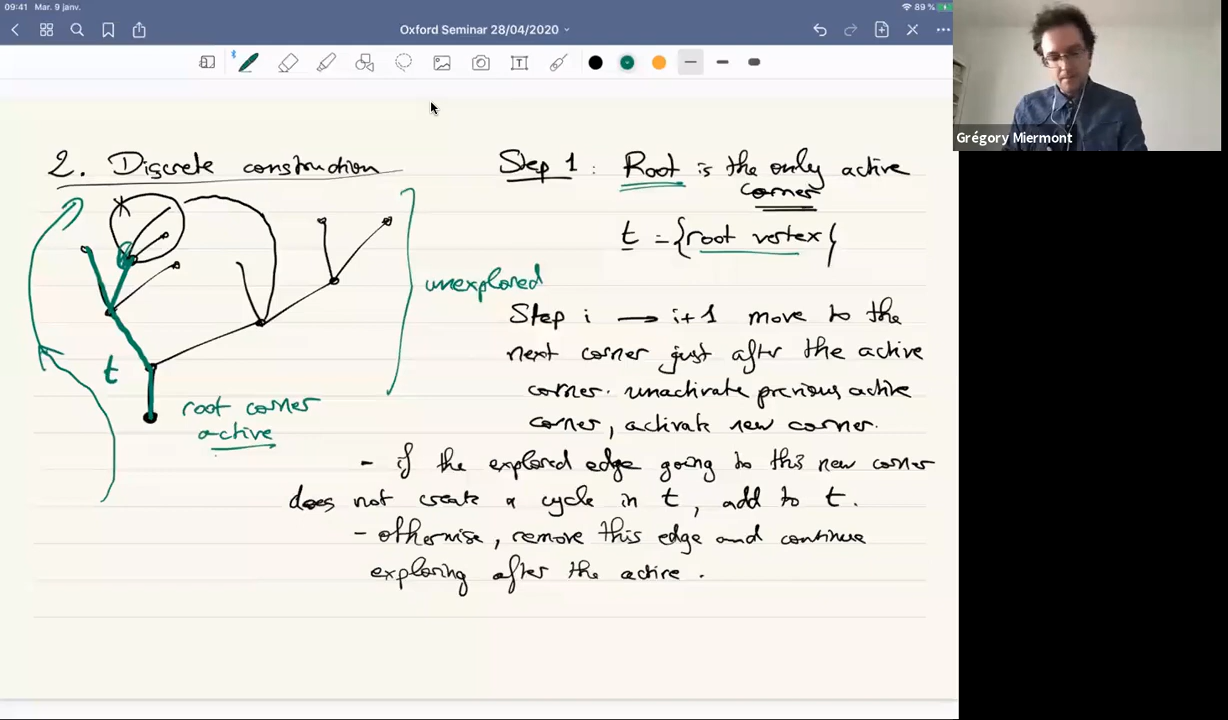 09:41 Mar. 9 janv.
89 %
Oxford Seminar 28/04/2020
Grégory Miermont
2. Discrete construction
t
root corner
active
unexplored
Step 1 : Root is the only active
corner
t = {root vertex}
Step i → i+1 move to the
next corner just after the active
corner. unactivate previous active
corner, activate new corner.
- if the explored edge going to this new corner
does not create a cycle in t, add to t.
- otherwise, remove this edge and continue
exploring after the active .